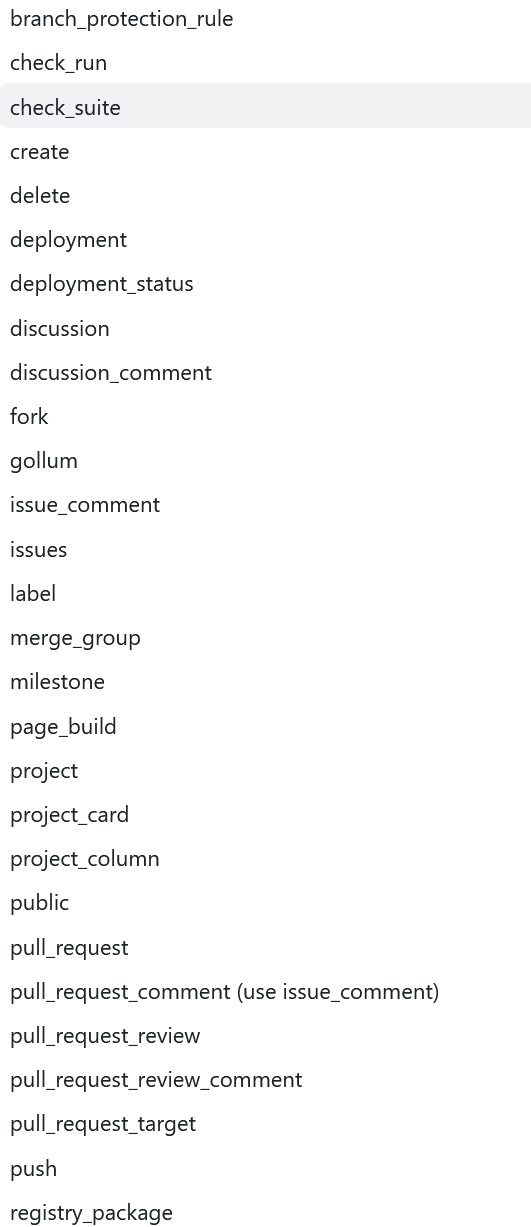 branch_protection_rule
check_run
check_suite
create
delete
deployment
deployment_status
discussion
discussion_comment
fork
gollum
issue_comment
issues
label
merge_group
milestone
page_build
project
project_card
project_column
public
pull_request
pull_request_comment (use issue_comment)
pull_request_review
pull_request_review_comment
pull_request_target
push
registry_package